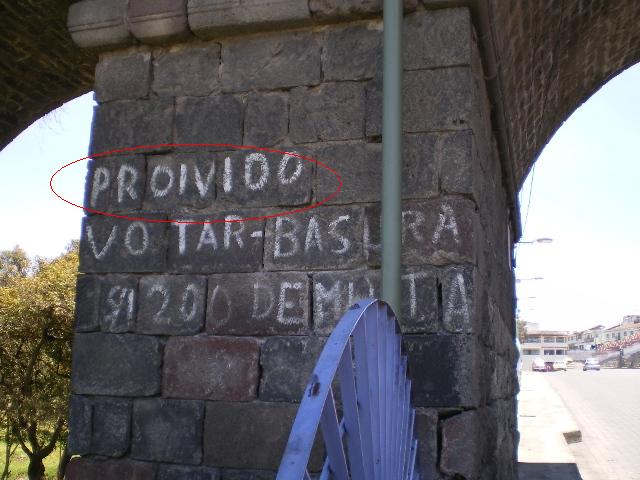 PROIVIDO
VOTAR-BASURA
$ 200 DE MULTA